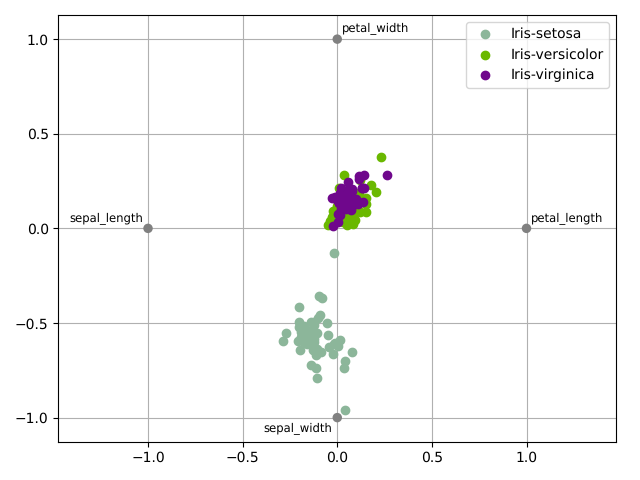 petal_width
Iris-setosa
Iris-versicolor
Iris-virginica
sepal_length
petal_length
sepal_width
1.0
0.5
0.0
−0.5
−1.0
−1.0 −0.5 0.0 0.5 1.0